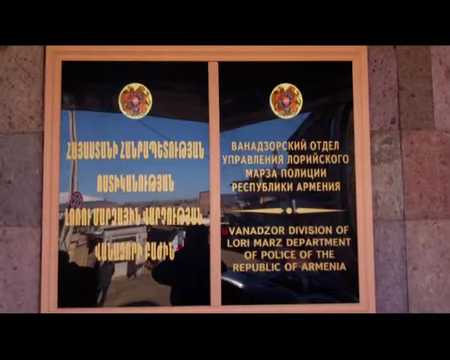 ՀԱՅԱՍՏԱՆԻ ՀԱՆՐԱՊԵՏՈՒԹՅԱՆ
ՈՍՏԻԿԱՆՈՒԹՅԱՆ
ԼՈՌՈՒ ՄԱՐԶԱՅԻՆ ՎԱՐՉՈՒԹՅԱՆ
ՎԱՆԱՁՈՐԻ ԲԱԺԻՆ
ВАНАДЗОРСКИЙ ОТДЕЛ
УПРАВЛЕНИЯ ЛОРИЙСКОГО
МАРЗА ПОЛИЦИИ
РЕСПУБЛИКИ АРМЕНИЯ
VANADZOR DIVISION OF
LORI MARZ DEPARTMENT
OF POLICE OF THE
REPUBLIC OF ARMENIA